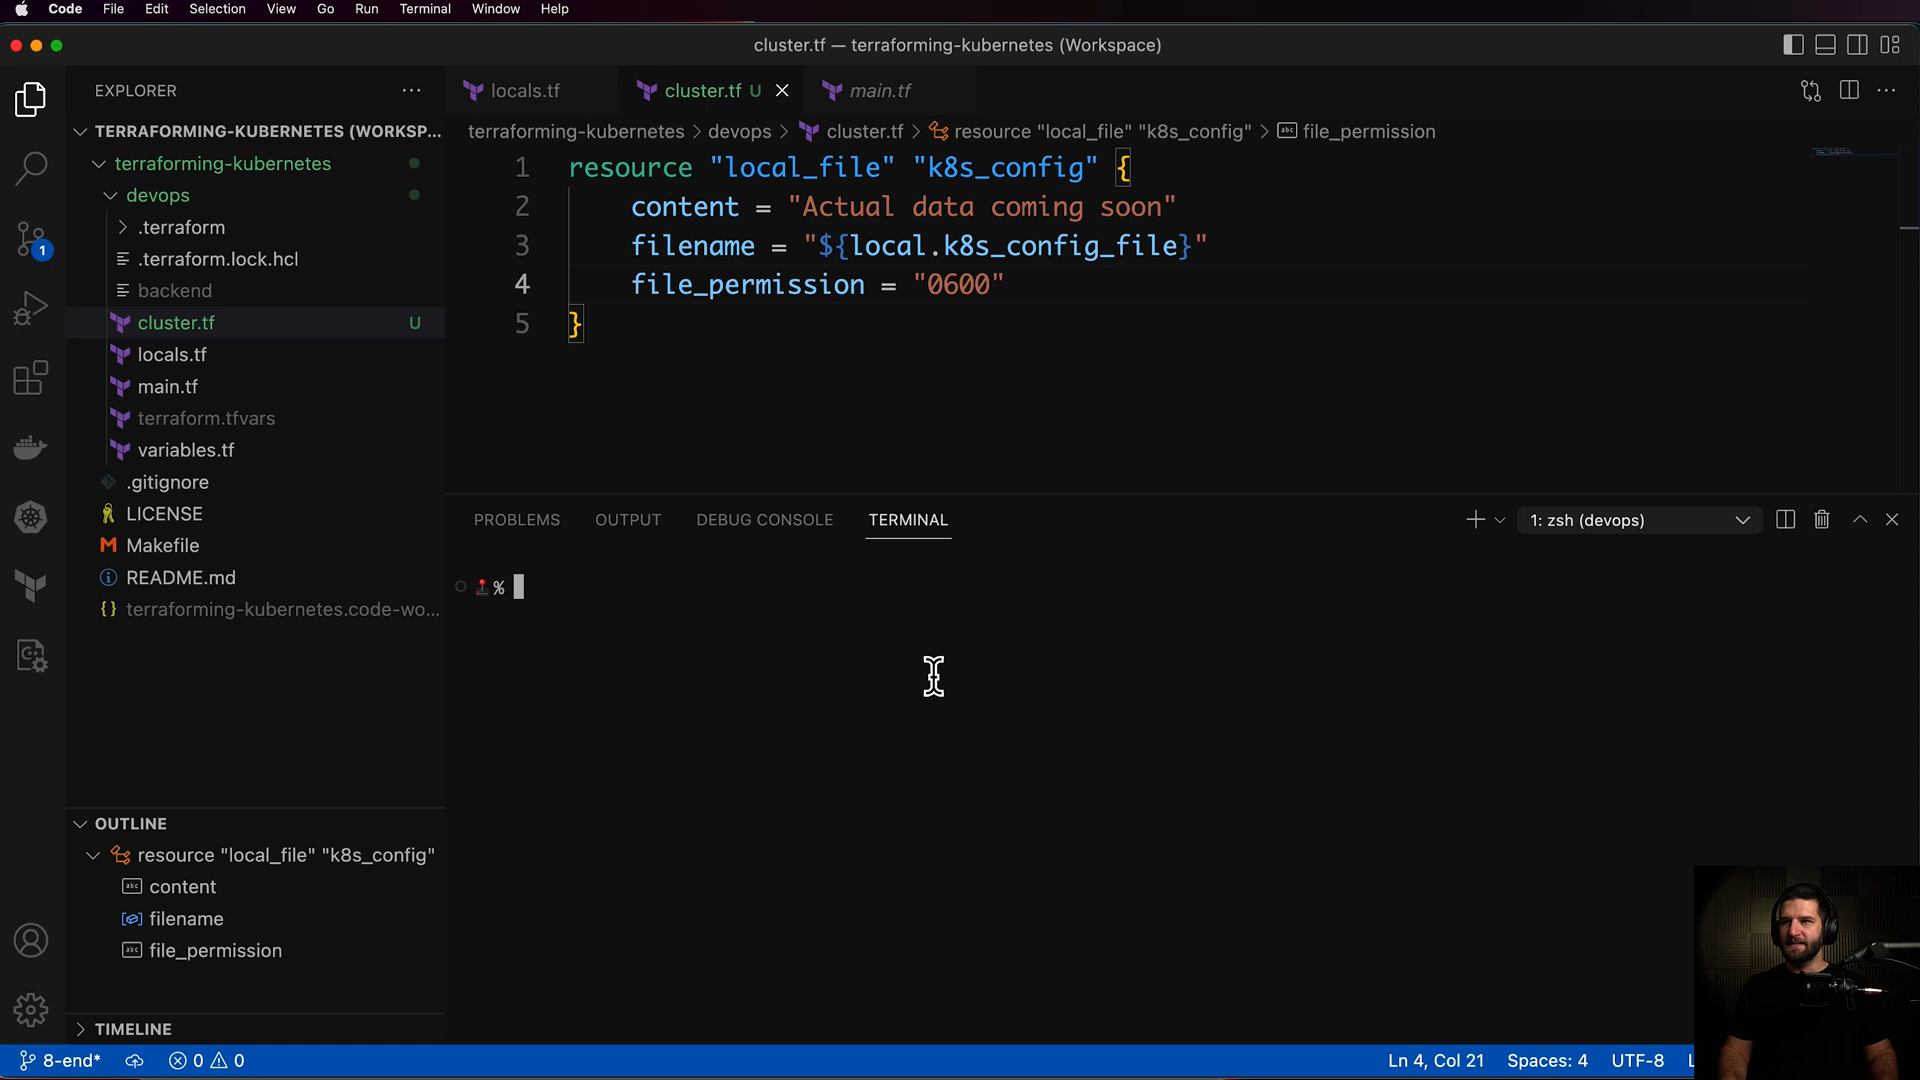 Code File Edit Selection View Go Run Terminal Window Help
cluster.tf — terraforming-kubernetes (Workspace)
EXPLORER
TERRAFORMING-KUBERNETES (WORKSP...
terraforming-kubernetes
devops
.terraform
.terraform.lock.hcl
backend
cluster.tf U
locals.tf
main.tf
terraform.tfvars
variables.tf
.gitignore
LICENSE
Makefile
README.md
terraforming-kubernetes.code-wo...
1
OUTLINE
resource "local_file" "k8s_config"
content
filename
file_permission
TIMELINE
locals.tf cluster.tf U main.tf
terraforming-kubernetes > devops > cluster.tf > resource "local_file" "k8s_config" > file_permission
1 resource "local_file" "k8s_config" {
2 content = "Actual data coming soon"
3 filename = "${local.k8s_config_file}"
4 file_permission = "0600"
5 }
PROBLEMS OUTPUT DEBUG CONSOLE TERMINAL
1: zsh (devops)
%
8-end* 0 0 Ln 4, Col 21 Spaces: 4 UTF-8 L